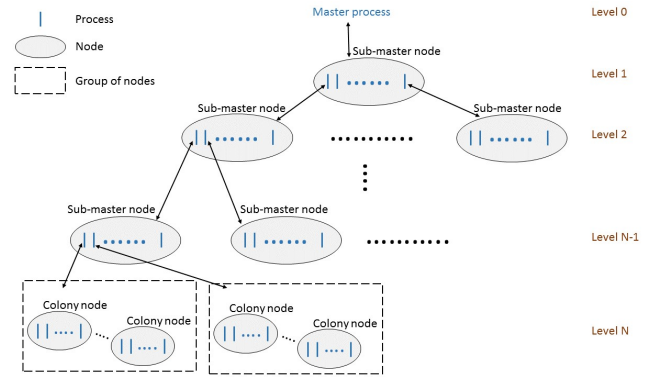 Process
Node
Group of nodes
Master process
Level 0
Sub-master node
Level 1
Sub-master node
Sub-master node
Level 2
Sub-master node
Sub-master node
Level N-1
Colony node
Colony node
Colony node
Colony node
Level N